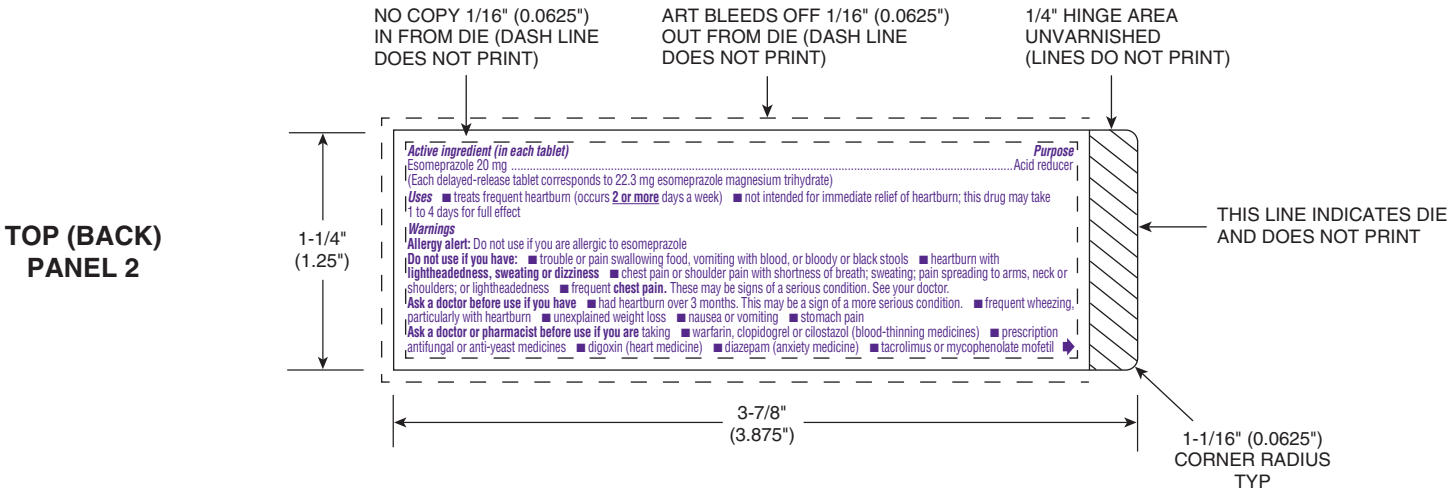 NO COPY 1/16" (0.0625")
IN FROM DIE (DASH LINE
DOES NOT PRINT)
ART BLEEDS OFF 1/16" (0.0625")
OUT FROM DIE (DASH LINE
DOES NOT PRINT)
1/4" HINGE AREA
UNVARNISHED
(LINES DO NOT PRINT)
TOP (BACK)
PANEL 2
1-1/4"
(1.25")
Active ingredient (in each tablet) Purpose
Esomeprazole 20 mg ........................................................................................................ Acid reducer
(Each delayed-release tablet corresponds to 22.3 mg esomeprazole magnesium trihydrate)
Uses ■ treats frequent heartburn (occurs 2 or more days a week) ■ not intended for immediate relief of heartburn; this drug may take
1 to 4 days for full effect
Warnings
Allergy alert: Do not use if you are allergic to esomeprazole
Do not use if you have: ■ trouble or pain swallowing food, vomiting with blood, or bloody or black stools ■ heartburn with
lightheadedness, sweating or dizziness ■ chest pain or shoulder pain with shortness of breath; sweating; pain spreading to arms, neck or
shoulders; or lightheadedness ■ frequent chest pain. These may be signs of a serious condition. See your doctor.
Ask a doctor before use if you have ■ had heartburn over 3 months. This may be a sign of a more serious condition. ■ frequent wheezing,
particularly with heartburn ■ unexplained weight loss ■ nausea or vomiting ■ stomach pain
Ask a doctor or pharmacist before use if you are taking ■ warfarin, clopidogrel or cilostazol (blood-thinning medicines) ■ prescription
antifungal or anti-yeast medicines ■ digoxin (heart medicine) ■ diazepam (anxiety medicine) ■ tacrolimus or mycophenolate mofetil
THIS LINE INDICATES DIE
AND DOES NOT PRINT
3-7/8"
(3.875")
1-1/16" (0.0625")
CORNER RADIUS
TYP